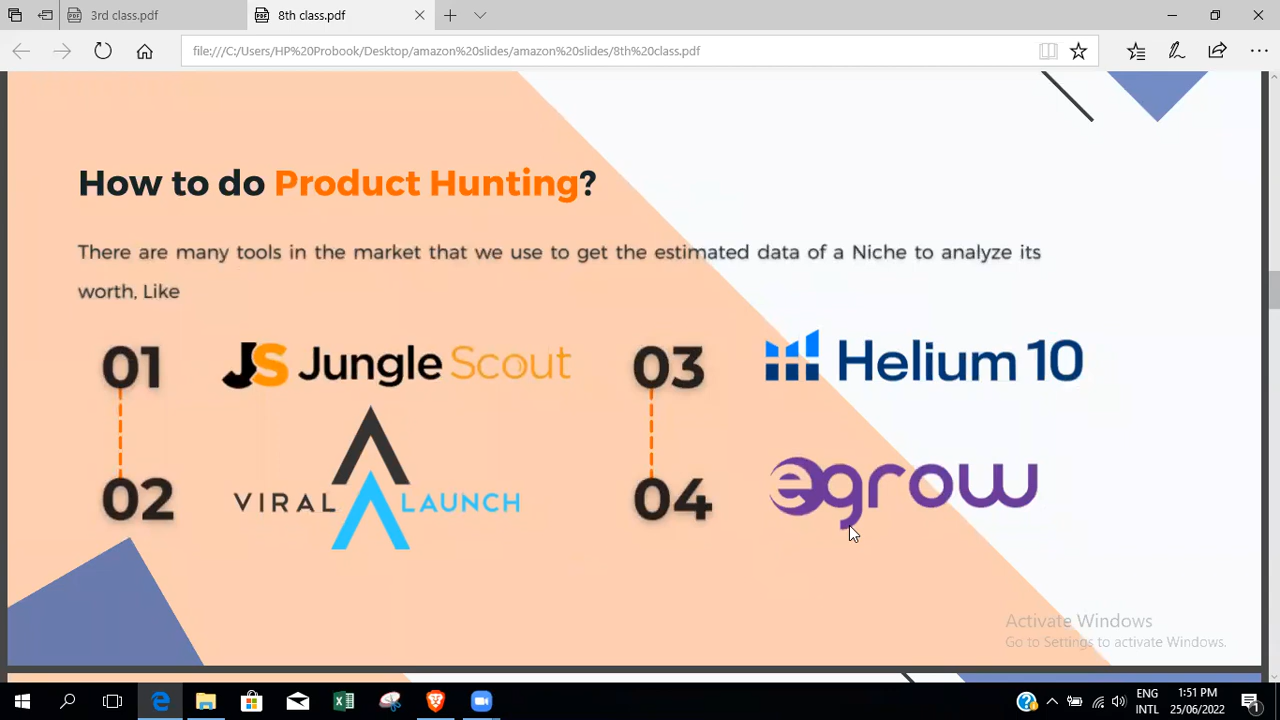 3rd class.pdf
8th class.pdf
file:///C:/Users/HP%20Probook/Desktop/amazon%20slides/amazon%20slides/8th%20class.pdf
How to do Product Hunting?
There are many tools in the market that we use to get the estimated data of a Niche to analyze its
worth, Like
01 JS Jungle Scout
03 Helium 10
02 VIRAL LAUNCH
04 egrow
Activate Windows
Go to Settings to activate Windows.
ENG 1:51 PM
INTL 25/06/2022
1